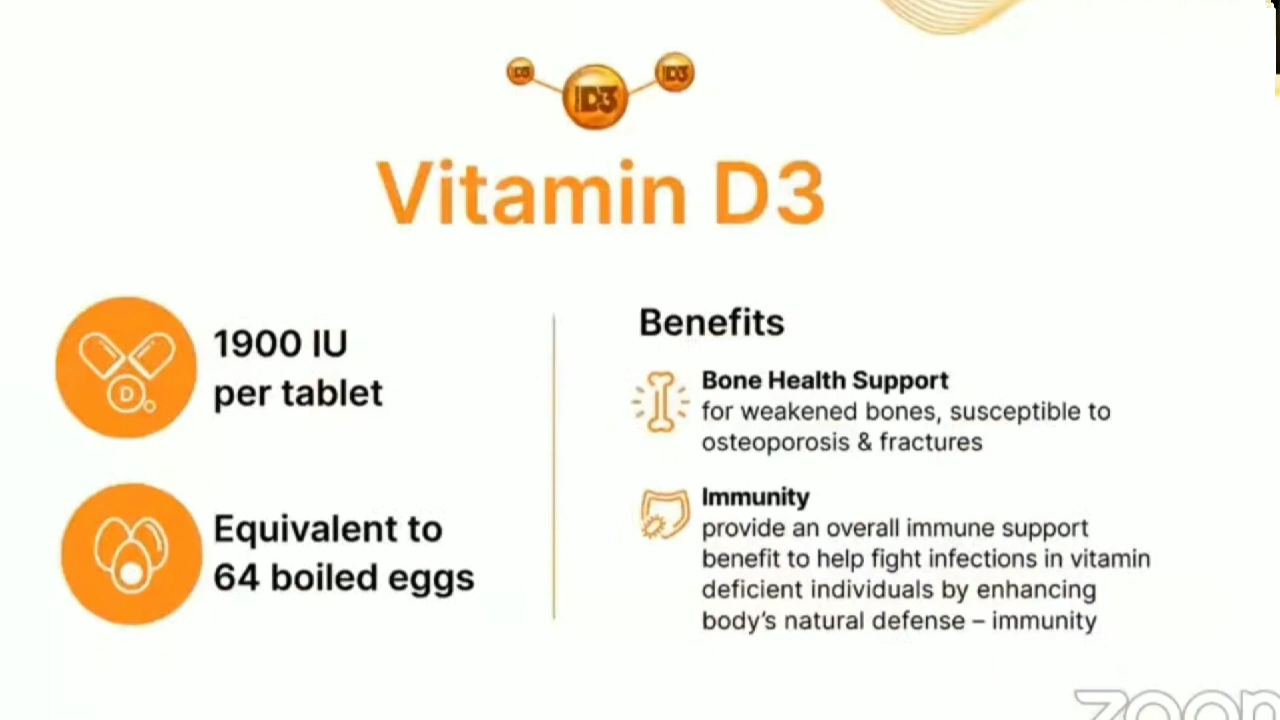 D3
D3
D3
Vitamin D3
1900 IU
per tablet
D
Equivalent to
64 boiled eggs
Benefits
Bone Health Support
for weakened bones, susceptible to
osteoporosis & fractures
Immunity
provide an overall immune support
benefit to help fight infections in vitamin
deficient individuals by enhancing
body's natural defense – immunity
zoom